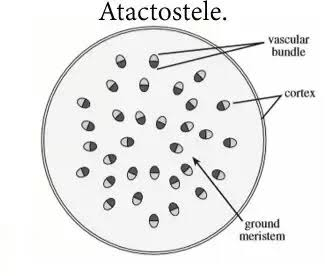 Atactostele.
vascular
bundle
cortex
ground
meristem